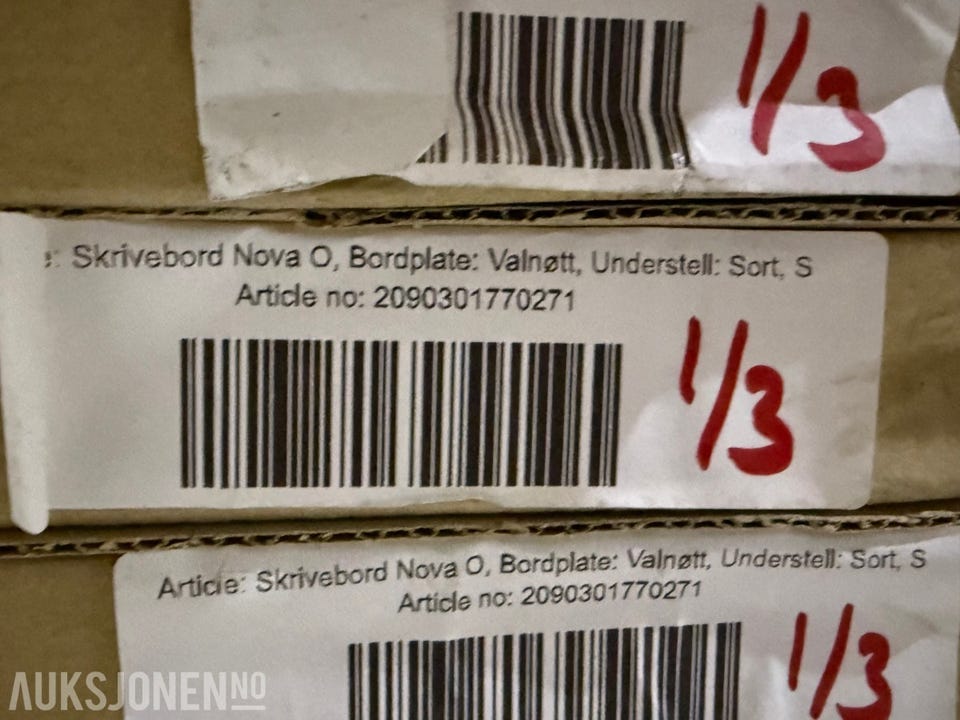 1/3
: Skrivebord Nova O, Bordplate: Valnøtt, Understell: Sort, S
Article no: 2090301770271
1/3
Article: Skrivebord Nova O, Bordplate: Valnøtt, Understell: Sort, S
Article no: 2090301770271
1/3
AUKSJONEN NO